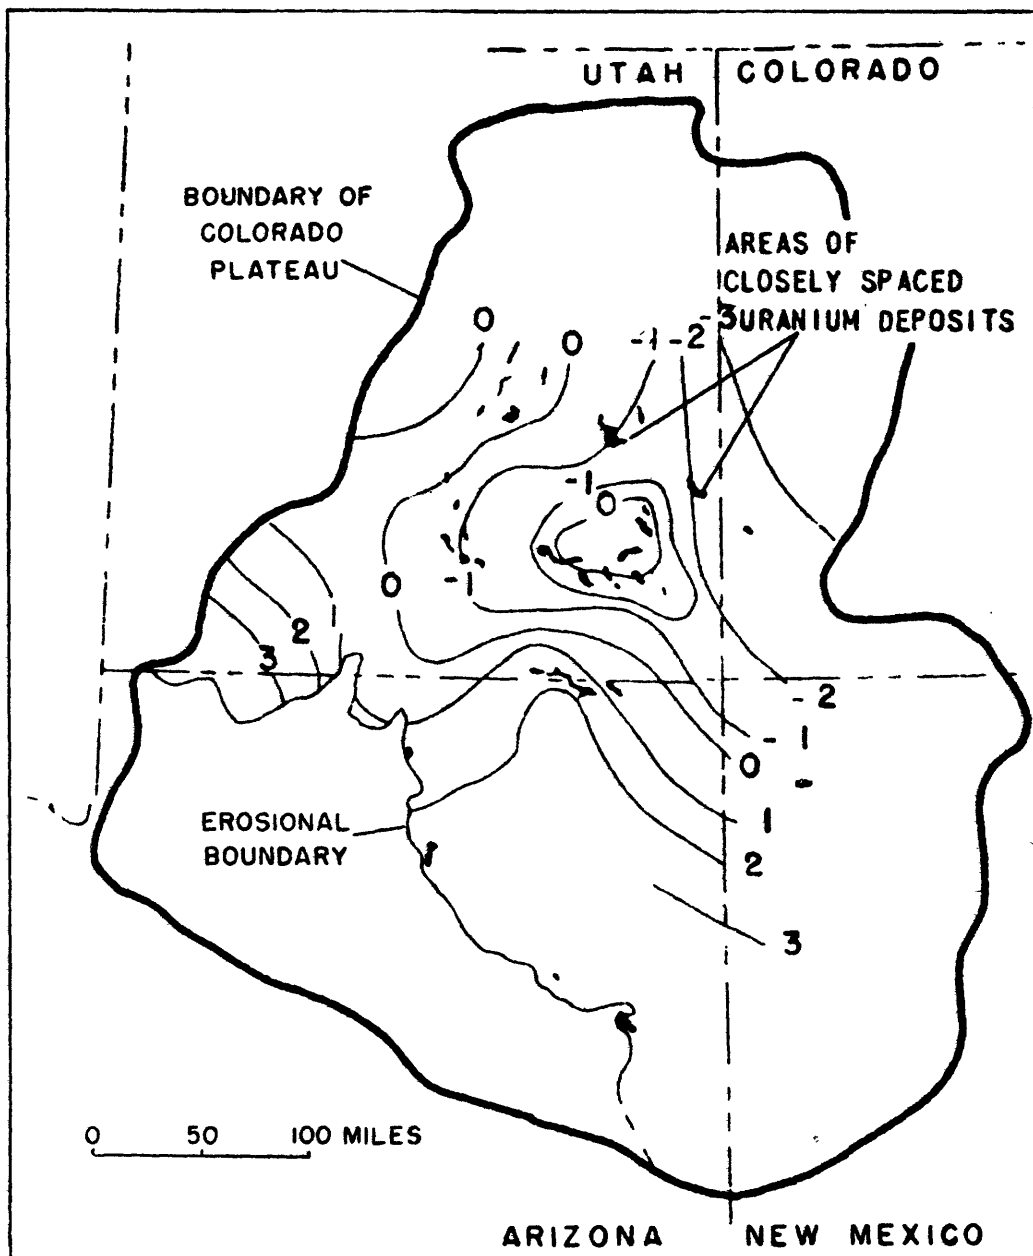 UTAH COLORADO
BOUNDARY OF
COLORADO
PLATEAU
AREAS OF
CLOSELY SPACED
URANIUM DEPOSITS
0
0
-1
-2
-3
-1
0
0
-1
2
3
-2
-1
0
1
2
3
EROSIONAL
BOUNDARY
0 50 100 MILES
ARIZONA NEW MEXICO